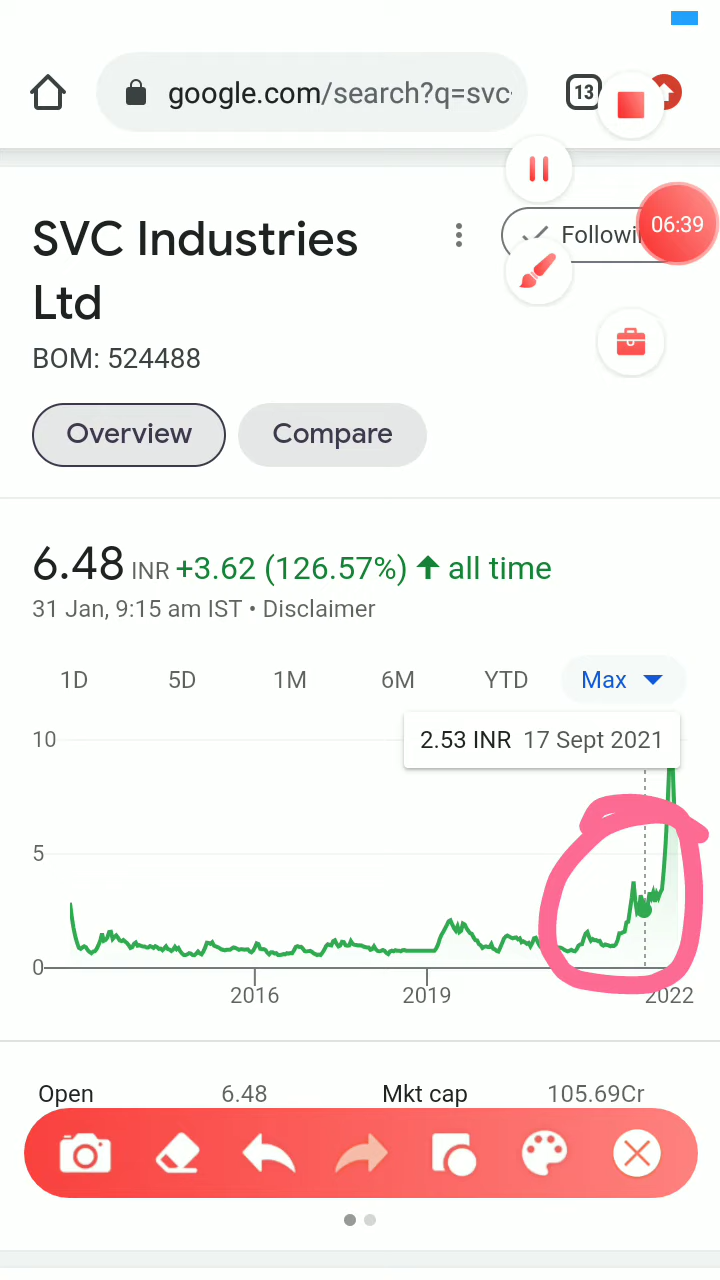 google.com/search?q=svc
13
SVC Industries
Ltd
06:39
BOM: 524488
Overview Compare
6.48 INR +3.62 (126.57%) ↑ all time
31 Jan, 9:15 am IST • Disclaimer
1D 5D 1M 6M YTD Max
2.53 INR 17 Sept 2021
10
5
0
2016 2019 2022
Open 6.48 Mkt cap 105.69Cr